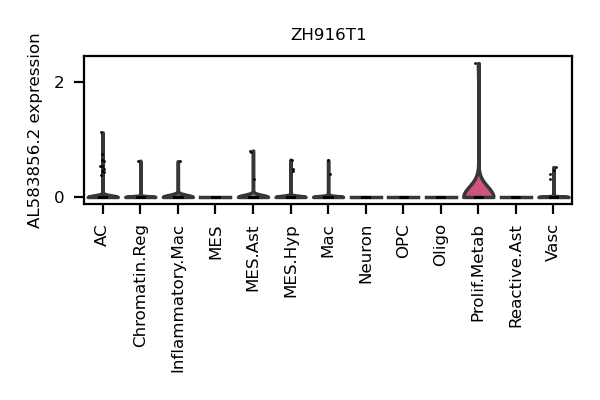 ZH916T1
AL583856.2 expression
2
0
AC
Chromatin.Reg
Inflammatory.Mac
MES
MES.Ast
MES.Hyp
Mac
Neuron
OPC
Oligo
Prolif.Metab
Reactive.Ast
Vasc